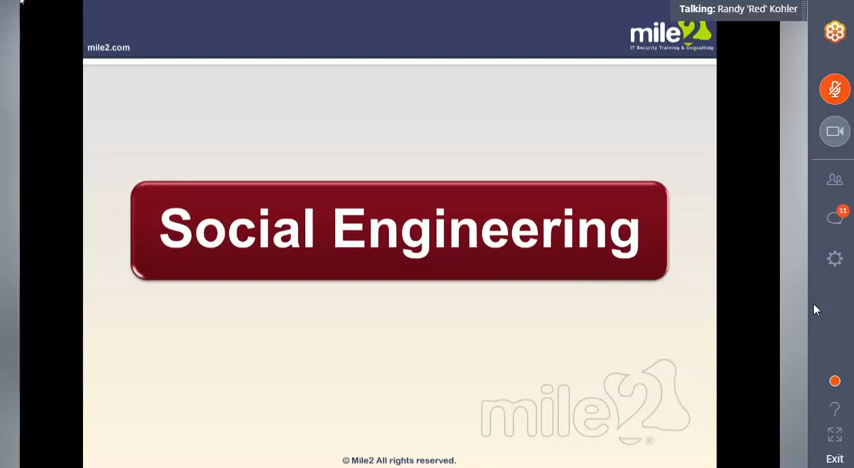 Talking: Randy 'Red' Kohler
mile2
IT Security Training & Consulting
mile2.com
Social Engineering
11
mile2
®
© Mile2 All rights reserved.
?
Exit